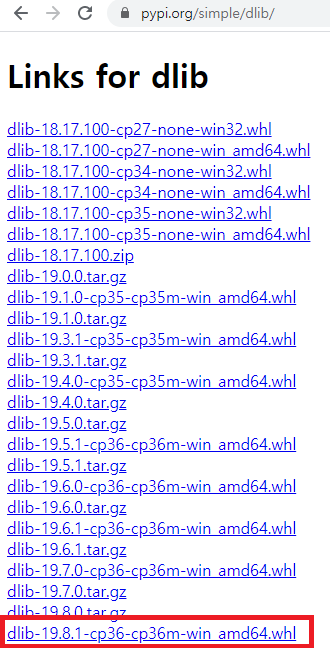 pypi.org/simple/dlib/
Links for dlib
dlib-18.17.100-cp27-none-win32.whl
dlib-18.17.100-cp27-none-win_amd64.whl
dlib-18.17.100-cp34-none-win32.whl
dlib-18.17.100-cp34-none-win_amd64.whl
dlib-18.17.100-cp35-none-win32.whl
dlib-18.17.100-cp35-none-win_amd64.whl
dlib-18.17.100.zip
dlib-19.0.0.tar.gz
dlib-19.1.0-cp35-cp35m-win_amd64.whl
dlib-19.1.0.tar.gz
dlib-19.3.1-cp35-cp35m-win_amd64.whl
dlib-19.3.1.tar.gz
dlib-19.4.0-cp35-cp35m-win_amd64.whl
dlib-19.4.0.tar.gz
dlib-19.5.0.tar.gz
dlib-19.5.1-cp36-cp36m-win_amd64.whl
dlib-19.5.1.tar.gz
dlib-19.6.0-cp36-cp36m-win_amd64.whl
dlib-19.6.0.tar.gz
dlib-19.6.1-cp36-cp36m-win_amd64.whl
dlib-19.6.1.tar.gz
dlib-19.7.0-cp36-cp36m-win_amd64.whl
dlib-19.7.0.tar.gz
dlib-19.8.0.tar.gz
dlib-19.8.1-cp36-cp36m-win_amd64.whl